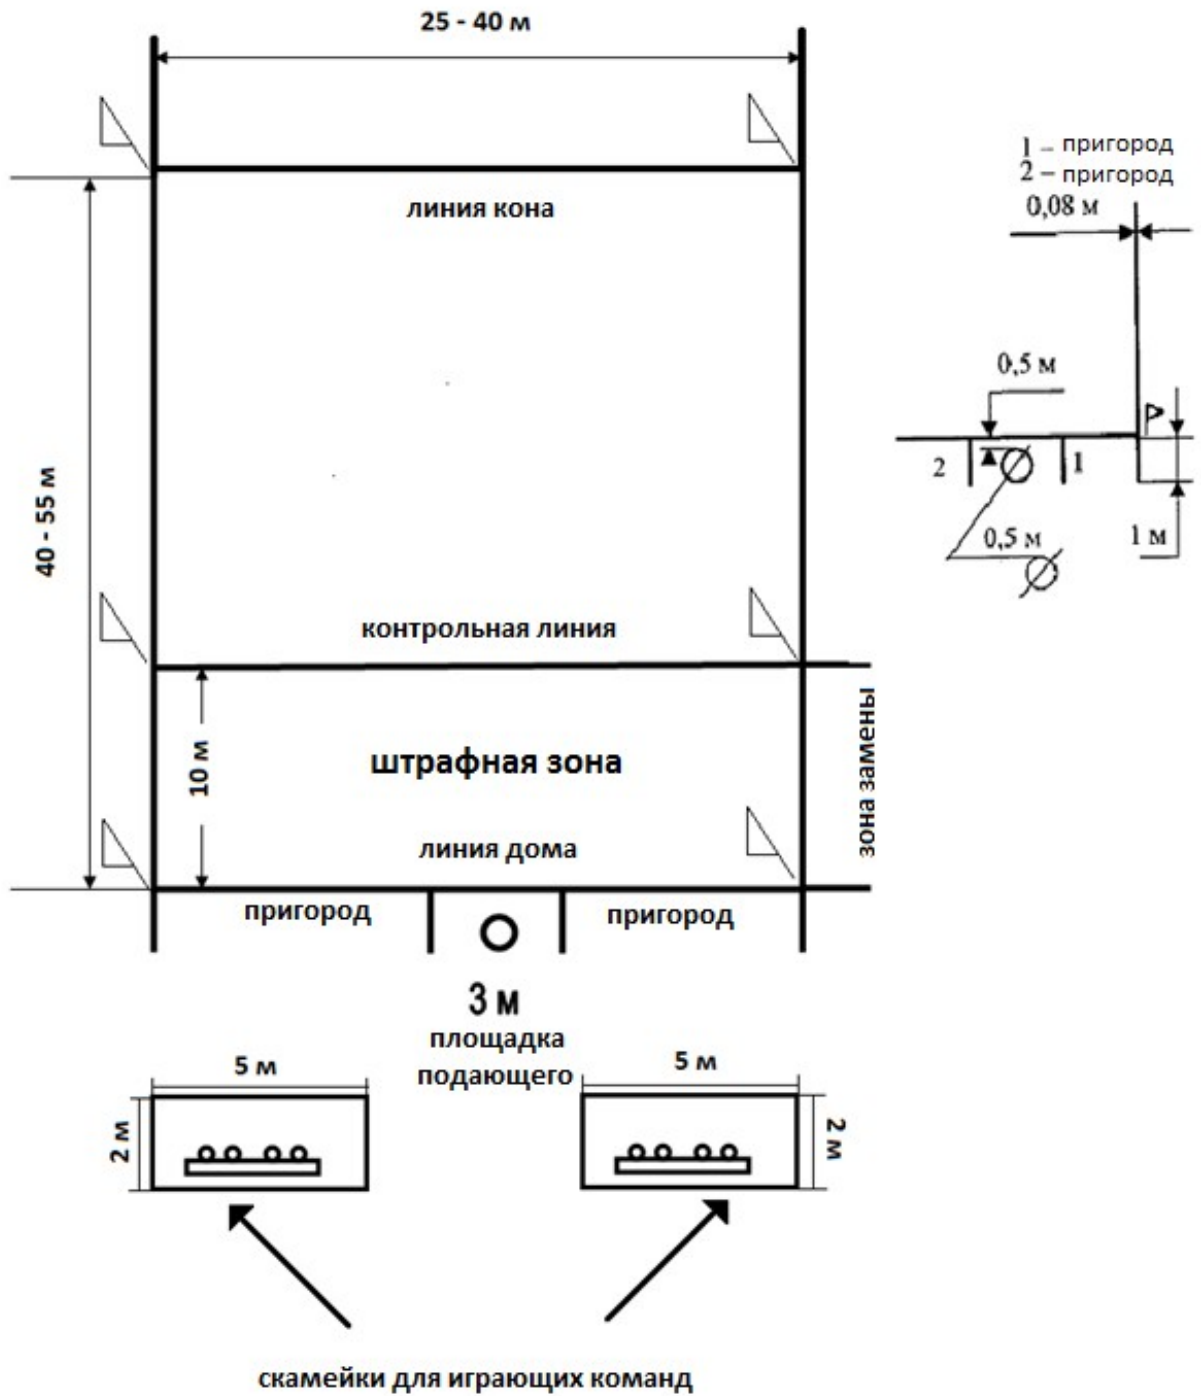 25 - 40 м
линия кона
1 – пригород
2 – пригород
0,08 м
0,5 м
2
1
0,5 м
1 м
40 - 55 м
контрольная линия
10 м
штрафная зона
зона замены
линия дома
пригород
пригород
3 м
площадка
подающего
5 м
5 м
2 м
2 м
скамейки для играющих команд